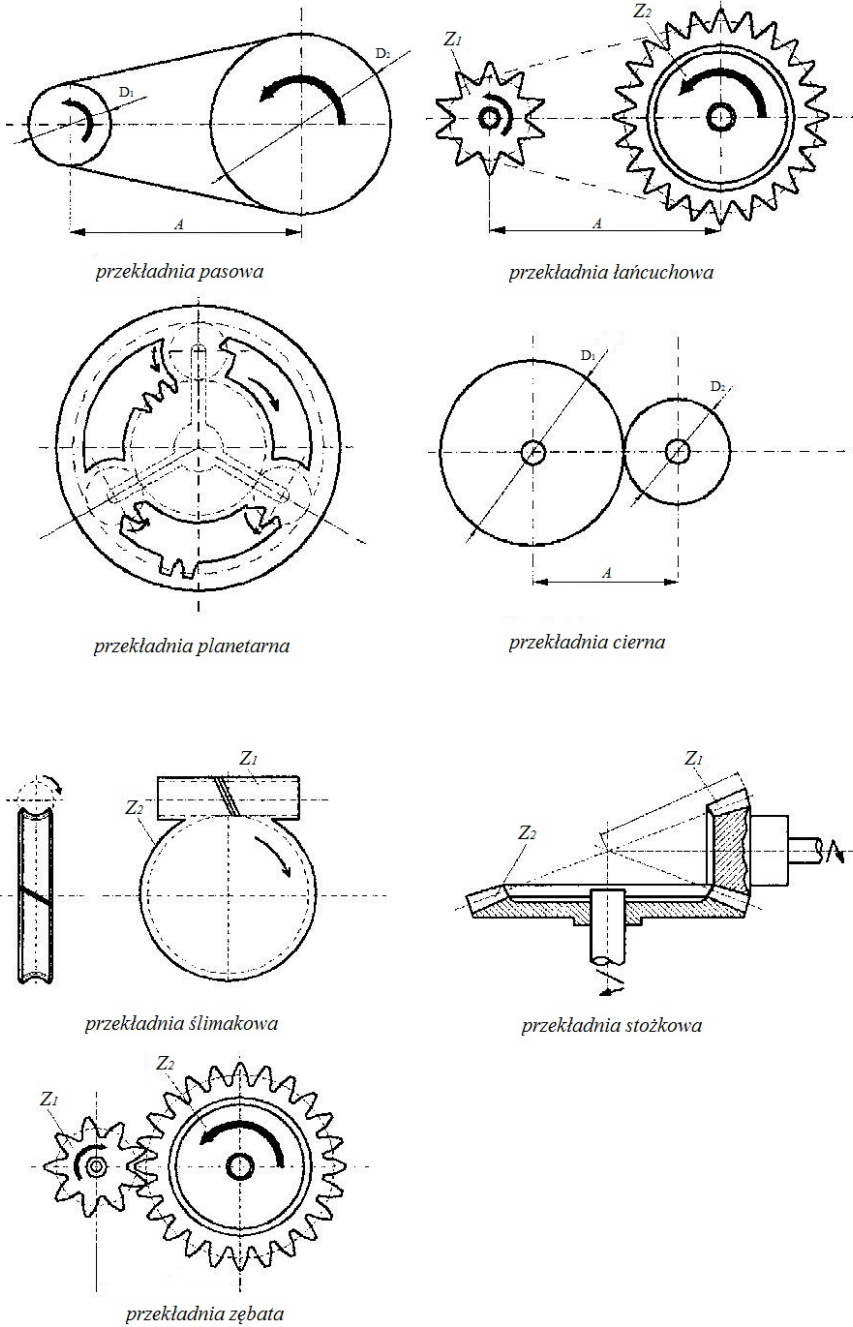 D1
D2
A
przekładnia pasowa
Z1
Z2
A
przekładnia łańcuchowa
przekładnia planetarna
D1
D2
A
przekładnia cierna
Z1
Z2
przekładnia ślimakowa
Z1
Z2
przekładnia stożkowa
Z1
Z2
przekładnia zębata